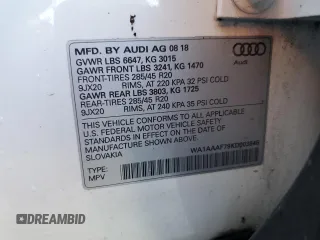 MFD. BY AUDI AG 08 18
GVWR LBS 6647, KG 3015
GAWR FRONT LBS 3241, KG 1470
FRONT-TIRES 285/45 R20
9JX20 RIMS, AT 220 KPA 32 PSI COLD
GAWR REAR LBS 3803, KG 1725
REAR-TIRES 285/45 R20
9JX20 RIMS, AT 240 KPA 35 PSI COLD
Audi
THIS VEHICLE CONFORMS TO ALL APPLICABLE
U.S. FEDERAL MOTOR VEHICLE SAFETY STANDARDS
IN EFFECT ON THE DATE OF MANUFACTURE SHOWN ABOVE.
SLOVAKIA
TYPE:
MPV
DriveDNA